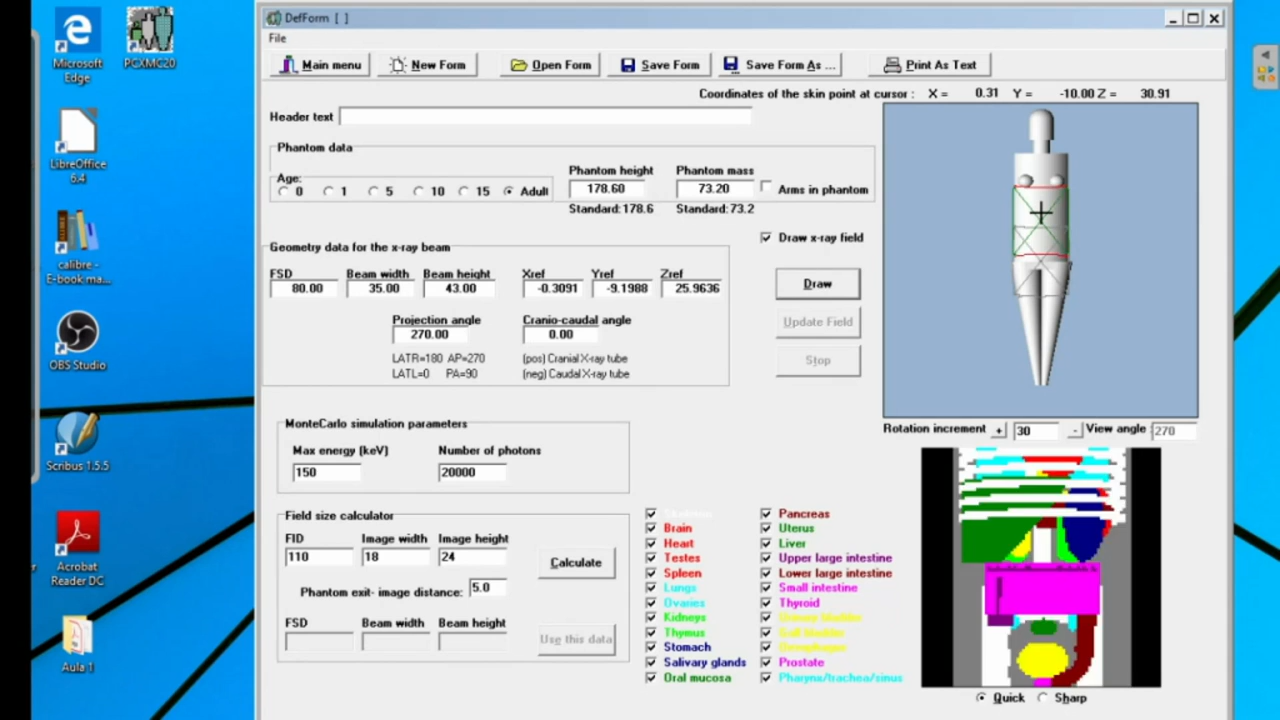 Microsoft
Edge
PCXMC20
LibreOffice
6.4
calibre -
E-book ma...
OBS Studio
Scribus 1.5.5
Acrobat
Reader DC
Aula 1
DefForm [ ]
File
Main menu
New Form
Open Form
Save Form
Save Form As ...
Print As Text
Coordinates of the skin point at cursor : X = 0.31 Y = -10.00 Z = 30.91
Header text
Phantom data
Age:
0 1 5 10 15 Adult
Phantom height
178.60
Standard: 178.6
Phantom mass
73.20
Standard: 73.2
Arms in phantom
Geometry data for the x-ray beam
FSD Beam width Beam height Xref Yref Zref
80.00 35.00 43.00 -0.3091 -9.1988 25.9636
Projection angle
270.00
LATR=180 AP=270
LATL=0 PA=90
Cranio-caudal angle
0.00
(pos) Cranial X-ray tube
(neg) Caudal X-ray tube
Draw x-ray field
Draw
Update Field
Stop
Rotation increment + 30 - View angle : 270
MonteCarlo simulation parameters
Max energy (keV) Number of photons
150 20000
Field size calculator
FID Image width Image height
110 18 24
Calculate
Phantom exit- image distance: 5.0
FSD Beam width Beam height
Use this data
Skeleton
Brain
Heart
Testes
Spleen
Lungs
Ovaries
Kidneys
Thymus
Stomach
Salivary glands
Oral mucosa
Pancreas
Uterus
Liver
Upper large intestine
Lower large intestine
Small intestine
Thyroid
Urinary bladder
Gall bladder
Oesophagus
Prostate
Pharynx/trachea/sinus
Quick Sharp